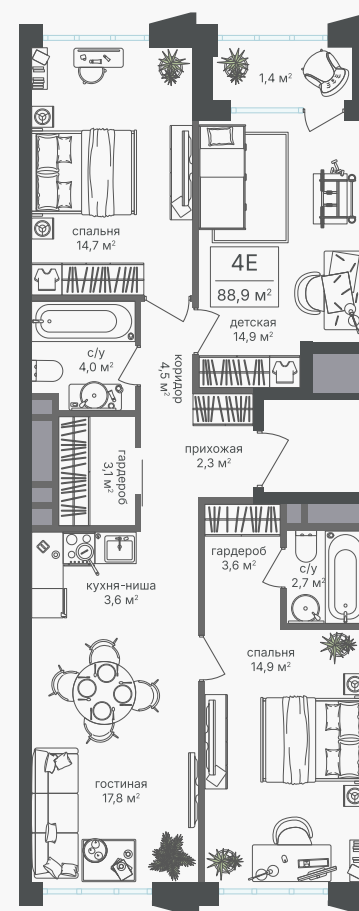 1,4 м²
спальня
14,7 м²
4Е
88,9 м²
детская
14,9 м²
с/у
4,0 м²
коридор
4,5 м²
прихожая
2,3 м²
гардероб
3,1 м²
гардероб
3,6 м²
с/у
2,7 м²
кухня-ниша
3,6 м²
спальня
14,9 м²
гостиная
17,8 м²